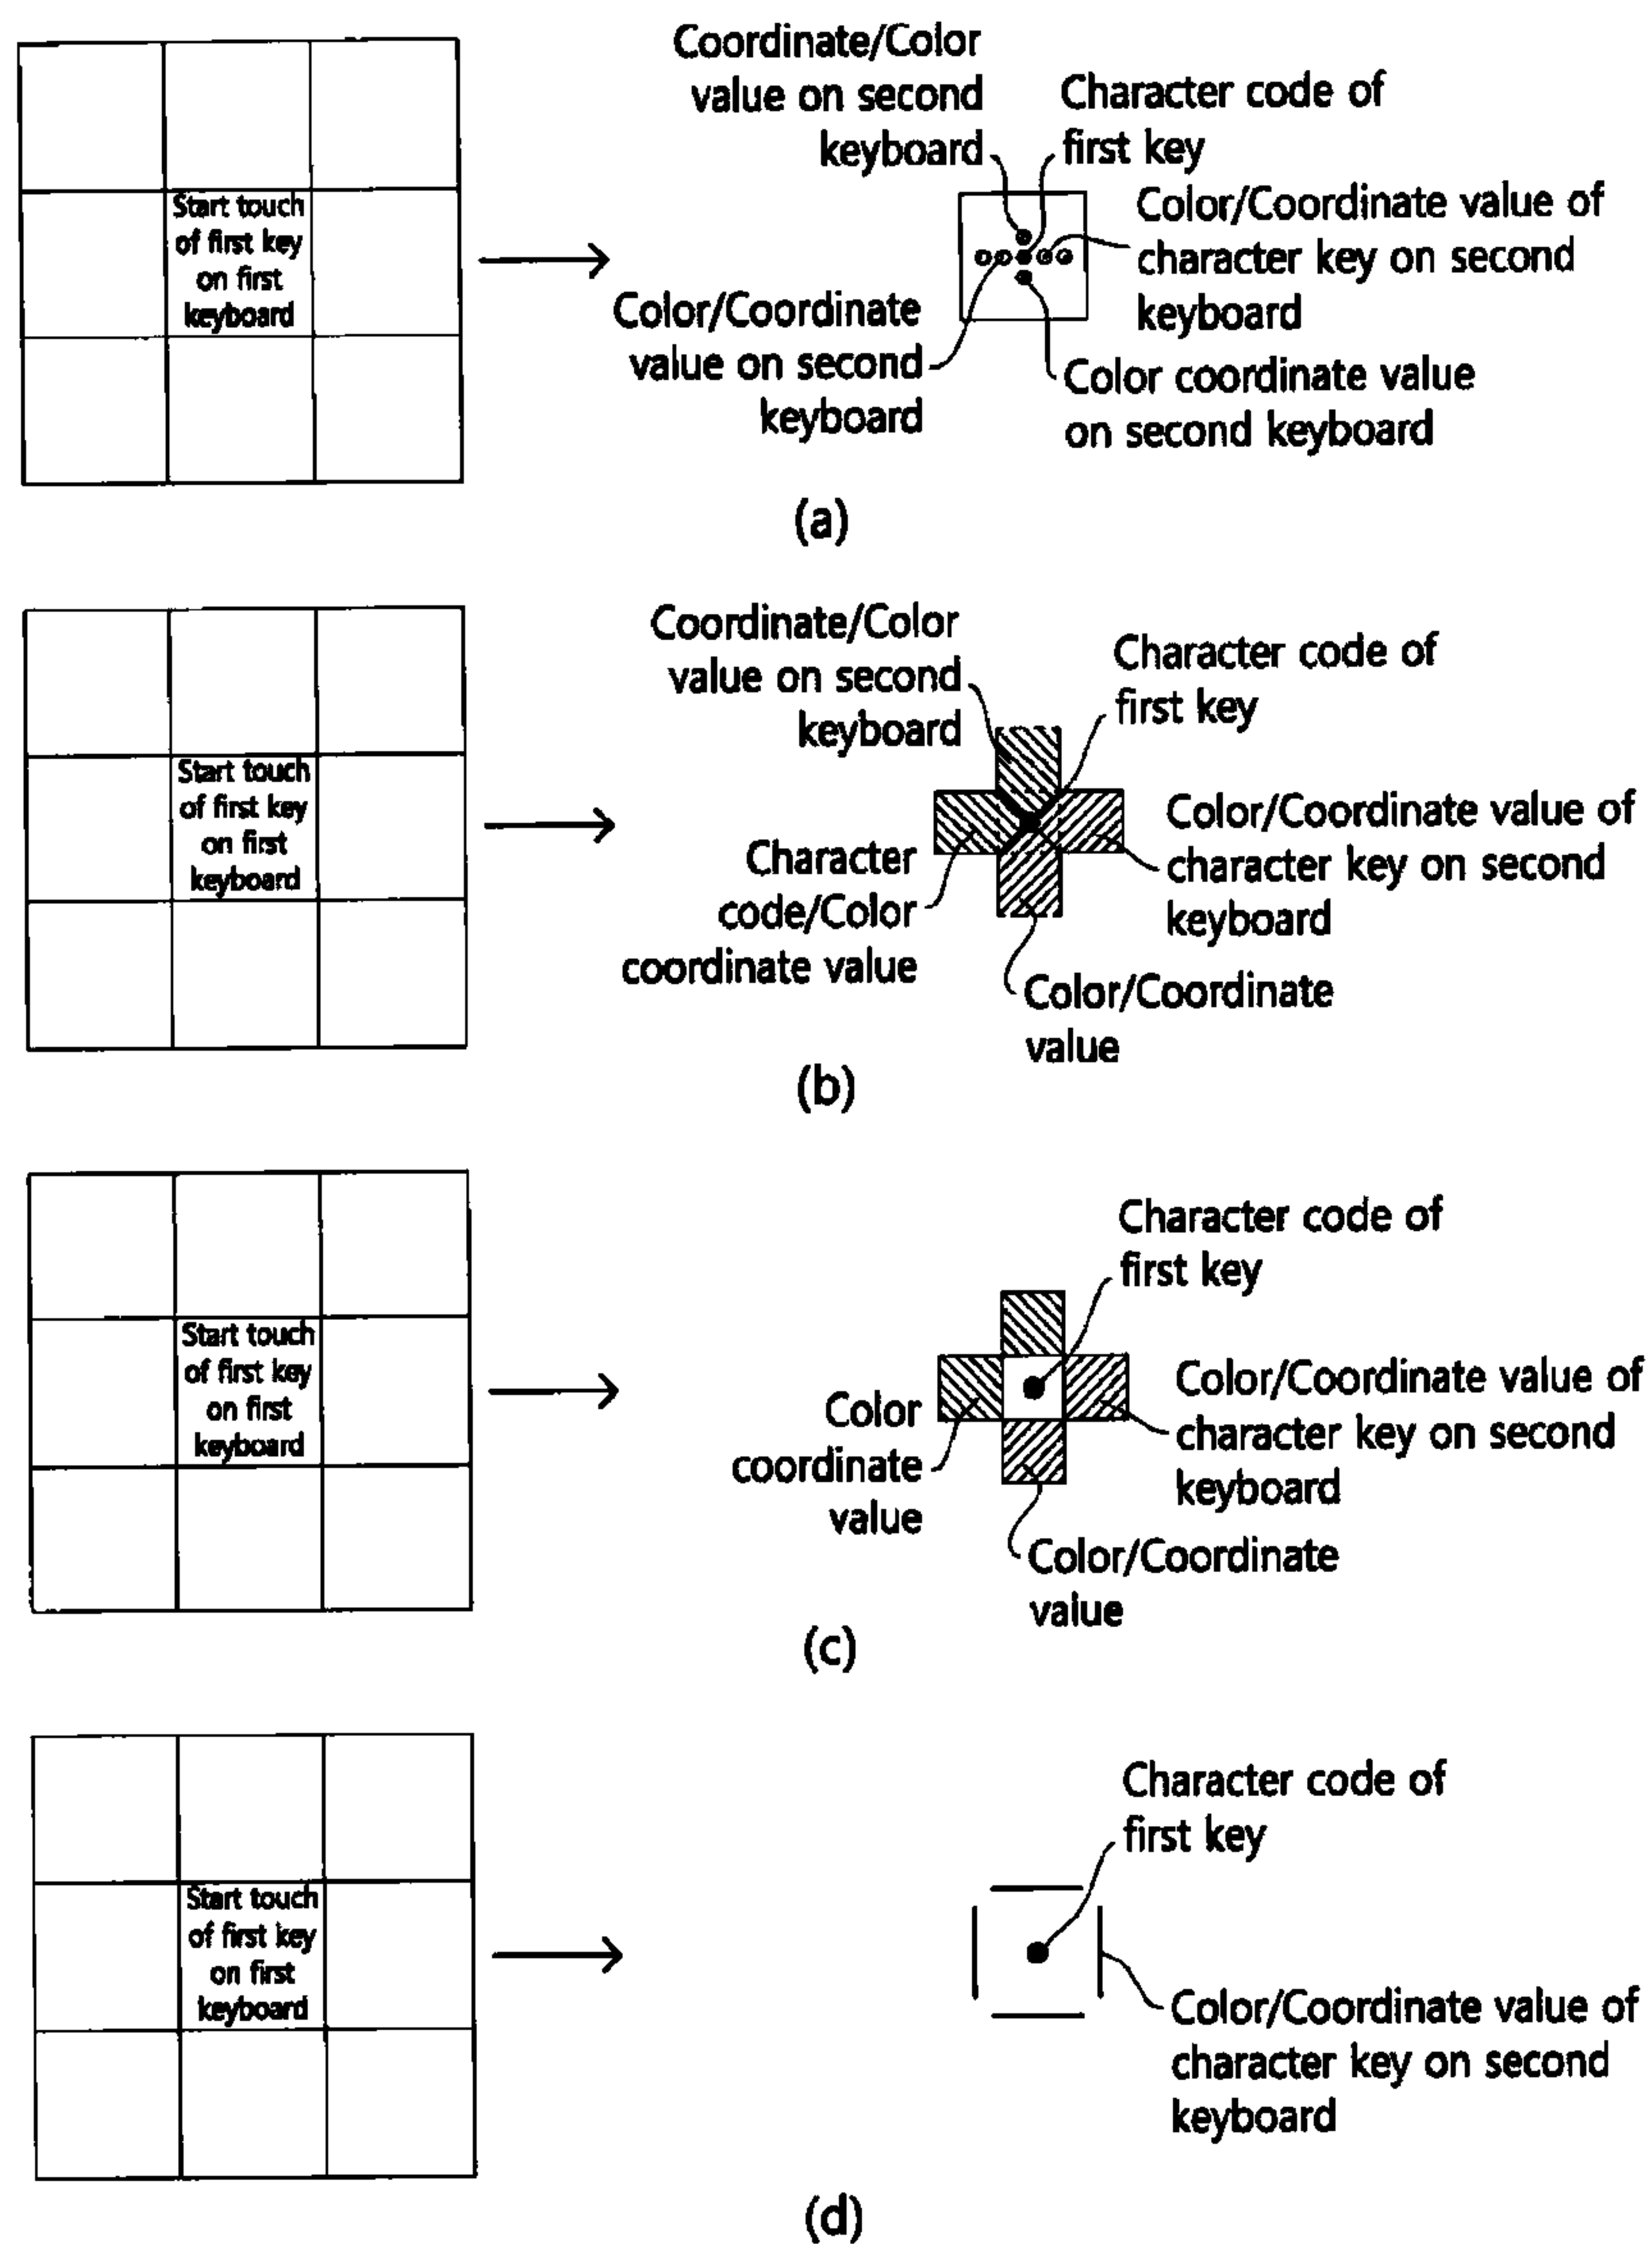 Coordinate/Color
value on second
keyboard
Character code of
first key
Start touch
of first key
on first
keyboard
Color/Coordinate value of
character key on second
keyboard
Color/Coordinate
value on second
keyboard
Color coordinate value
on second keyboard
(a)
Coordinate/Color
value on second
keyboard
Character code of
first key
Start touch
of first key
on first
keyboard
Color/Coordinate value of
character key on second
keyboard
Character
code/Color
coordinate value
Color/Coordinate
value
(b)
Character code of
first key
Start touch
of first key
on first
keyboard
Color/Coordinate value of
character key on second
keyboard
Color
coordinate
value
Color/Coordinate
value
(c)
Character code of
first key
Start touch
of first key
on first
keyboard
Color/Coordinate value of
character key on second
keyboard
(d)